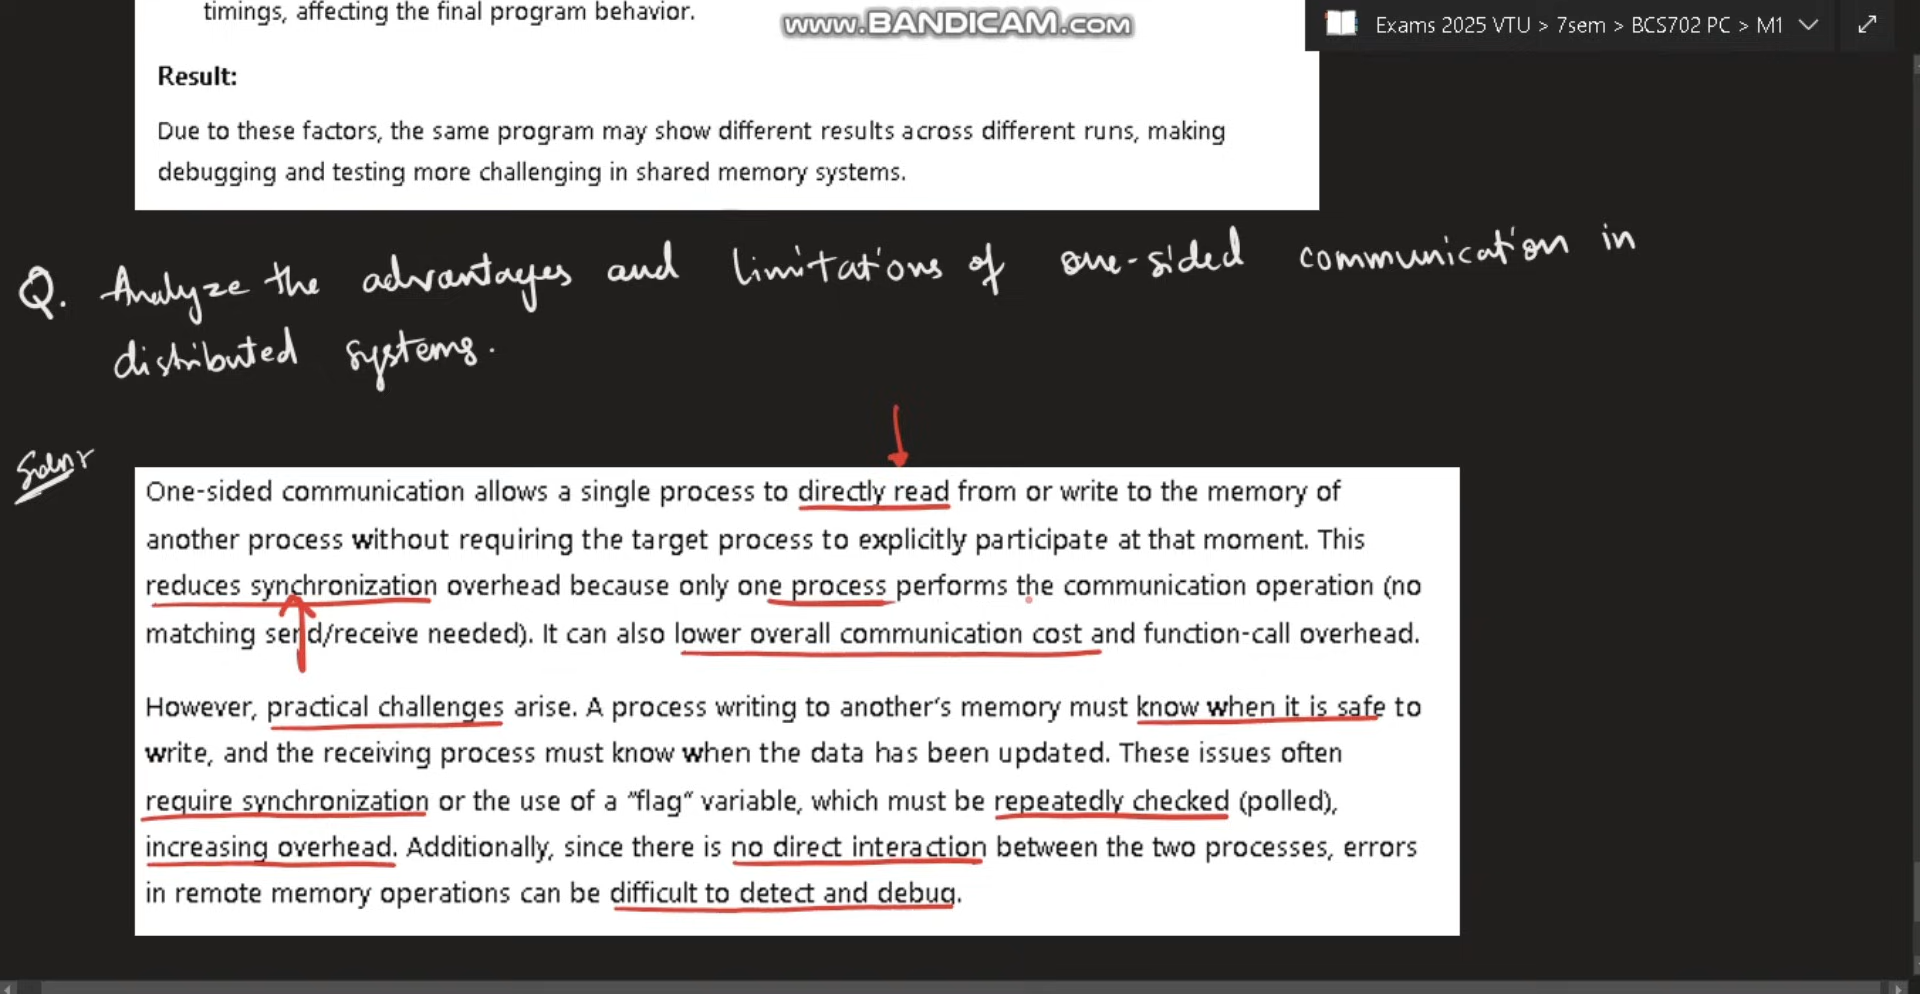 timings, affecting the final program behavior.
www.BANDICAM.com
Exams 2025 VTU > 7sem > BCS702 PC > M1
Result:
Due to these factors, the same program may show different results across different runs, making
debugging and testing more challenging in shared memory systems.
Q. Analyze the advantages and limitations of one-sided communication in
distributed systems.
One-sided communication allows a single process to directly read from or write to the memory of
another process without requiring the target process to explicitly participate at that moment. This
reduces synchronization overhead because only one process performs the communication operation (no
matching send/receive needed). It can also lower overall communication cost and function-call overhead.
However, practical challenges arise. A process writing to another's memory must know when it is safe to
write, and the receiving process must know when the data has been updated. These issues often
require synchronization or the use of a "flag" variable, which must be repeatedly checked (polled),
increasing overhead. Additionally, since there is no direct interaction between the two processes, errors
in remote memory operations can be difficult to detect and debug.